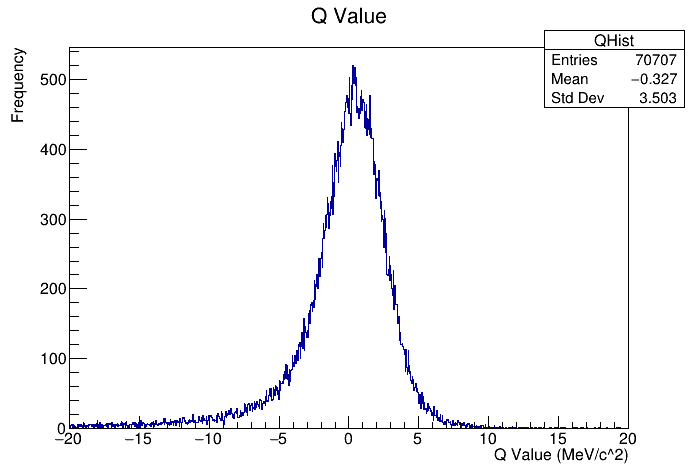 Q Value
QHist
Entries 70707
Mean −0.327
Std Dev 3.503
Frequency
500
400
300
200
100
0
−20 −15 −10 −5 0 5 10 15 20
Q Value (MeV/c^2)